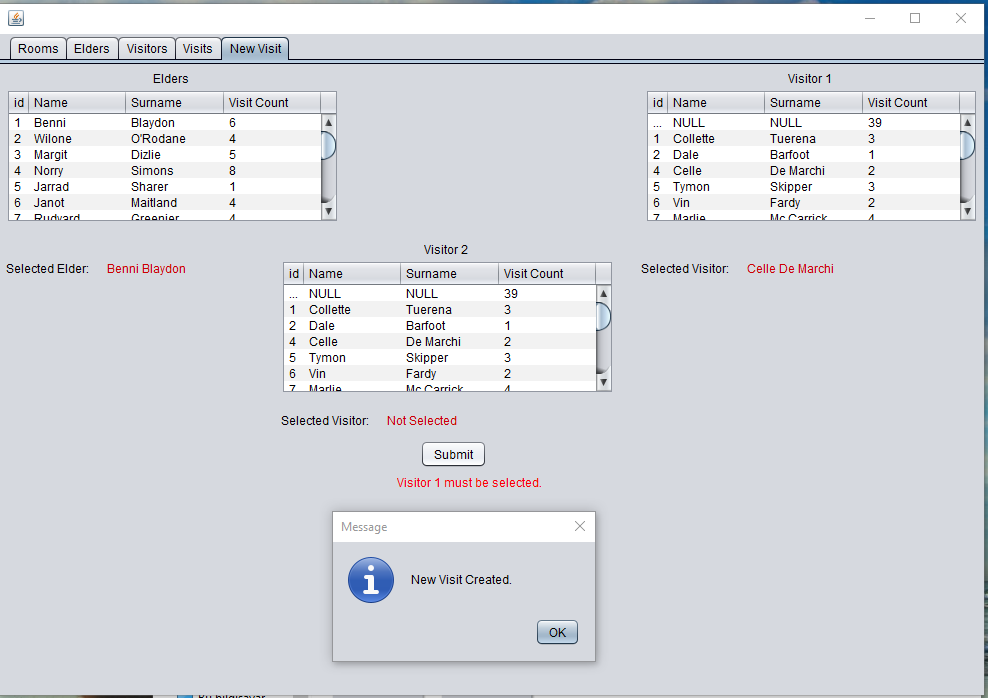 Rooms Elders Visitors Visits New Visit
Elders
id Name Surname Visit Count
1 Benni Blaydon 6
2 Wilone O'Rodane 4
3 Margit Dizlie 5
4 Norry Simons 8
5 Jarrad Sharer 1
6 Janot Maitland 4
7 Rudyard Greenier 4
Selected Elder: Benni Blaydon
Visitor 1
id Name Surname Visit Count
... NULL NULL 39
1 Collette Tuerena 3
2 Dale Barfoot 1
4 Celle De Marchi 2
5 Tymon Skipper 3
6 Vin Fardy 2
7 Marlie Mc Carrick 4
Selected Visitor: Celle De Marchi
Visitor 2
id Name Surname Visit Count
... NULL NULL 39
1 Collette Tuerena 3
2 Dale Barfoot 1
4 Celle De Marchi 2
5 Tymon Skipper 3
6 Vin Fardy 2
7 Marlie Mc Carrick 4
Selected Visitor: Not Selected
Submit
Visitor 1 must be selected.
Message
New Visit Created.
OK